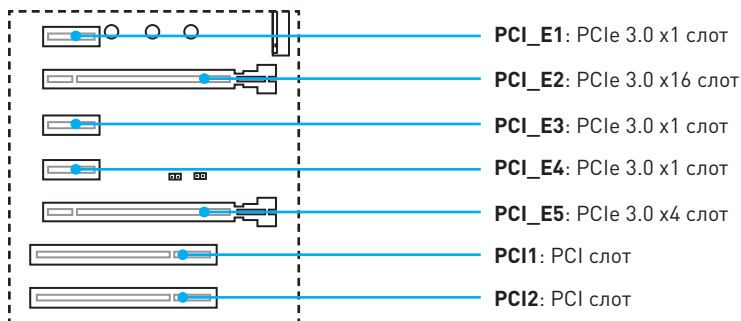 PCI_E1: PCIe 3.0 x1 слот
PCI_E2: PCIe 3.0 x16 слот
PCI_E3: PCIe 3.0 x1 слот
PCI_E4: PCIe 3.0 x1 слот
PCI_E5: PCIe 3.0 x4 слот
PCI1: PCI слот
PCI2: PCI слот